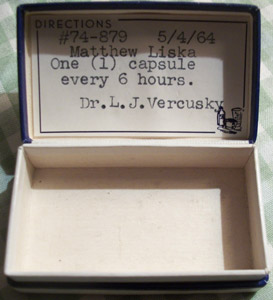 DIRECTIONS
#74-879 5/4/64
Matthew Liska
One (1) capsule
every 6 hours.
Dr.L.J.Vercusky